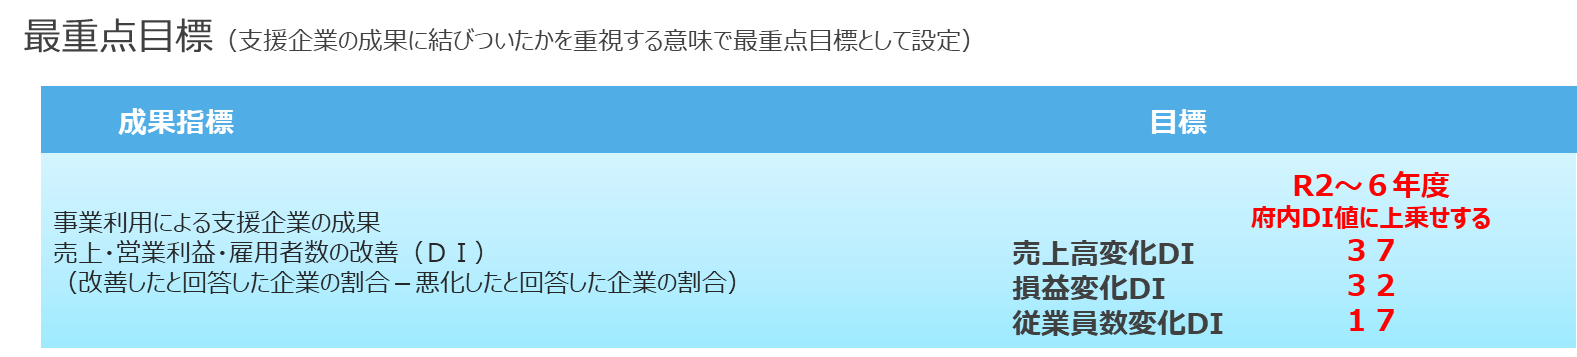 最重点目標（支援企業の成果に結びついたかを重視する意味で最重点目標として設定）
成果指標
目標
事業利用による支援企業の成果
売上・営業利益・雇用者数の改善（ＤＩ）
（改善したと回答した企業の割合－悪化したと回答した企業の割合）
R2～６年度
府内DI値に上乗せする
売上高変化DI ３７
損益変化DI ３２
従業員数変化DI １７